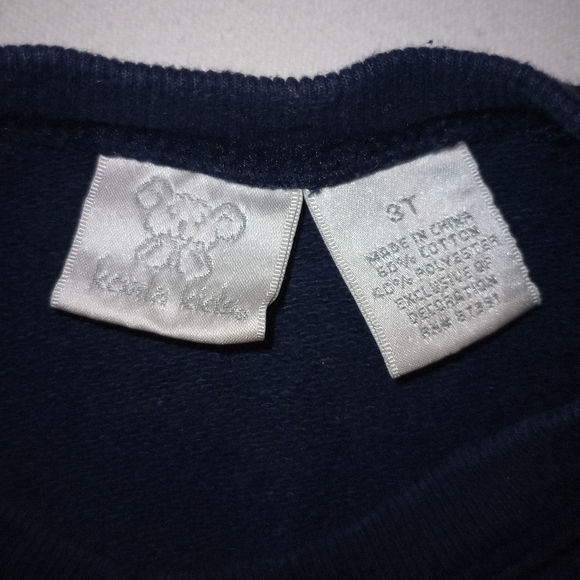 koala kids
3T
MADE IN CHINA
60% COTTON
40% POLYESTER
EXCLUSIVE OF
DECORATION